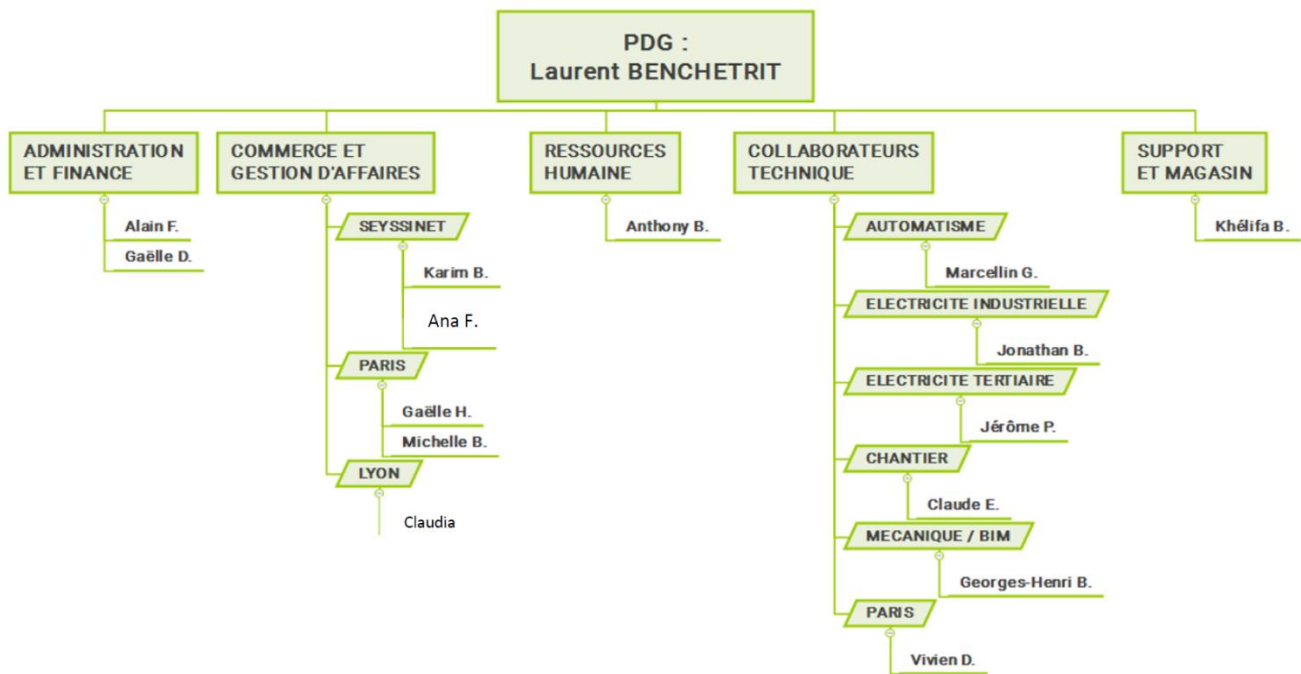 PDG :
Laurent BENCHETRIT
ADMINISTRATION
ET FINANCE
Alain F.
Gaëlle D.
COMMERCE ET
GESTION D'AFFAIRES
SEYSSINET
Karim B.
Ana F.
PARIS
Gaëlle H.
Michelle B.
LYON
Claudia
RESSOURCES
HUMAINE
Anthony B.
COLLABORATEURS
TECHNIQUE
AUTOMATISME
Marcellin G.
ELECTRICITE INDUSTRIELLE
Jonathan B.
ELECTRICITE TERTIAIRE
Jérôme P.
CHANTIER
Claude E.
MECANIQUE / BIM
Georges-Henri B.
PARIS
Vivien D.
SUPPORT
ET MAGASIN
Khélifa B.